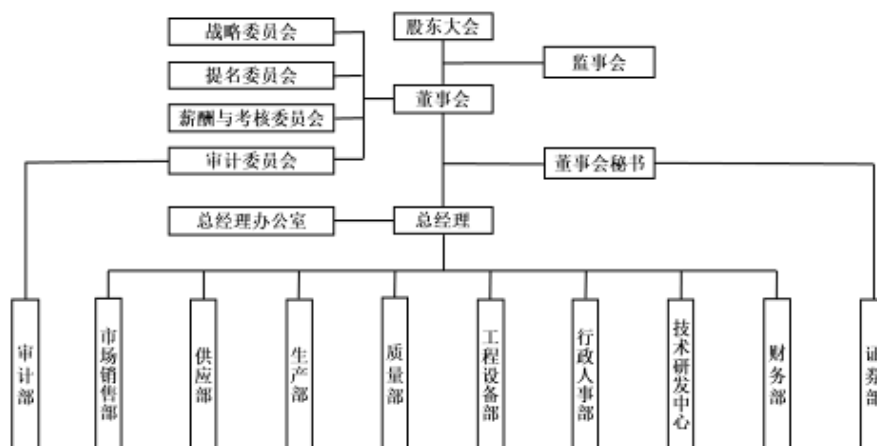 战略委员会
股东大会
提名委员会
监事会
董事会
薪酬与考核委员会
审计委员会
董事会秘书
总经理办公室
总经理
审计部
市场销售部
供应部
生产部
质量部
工程设备部
行政人事部
技术研发中心
财务部
证券部